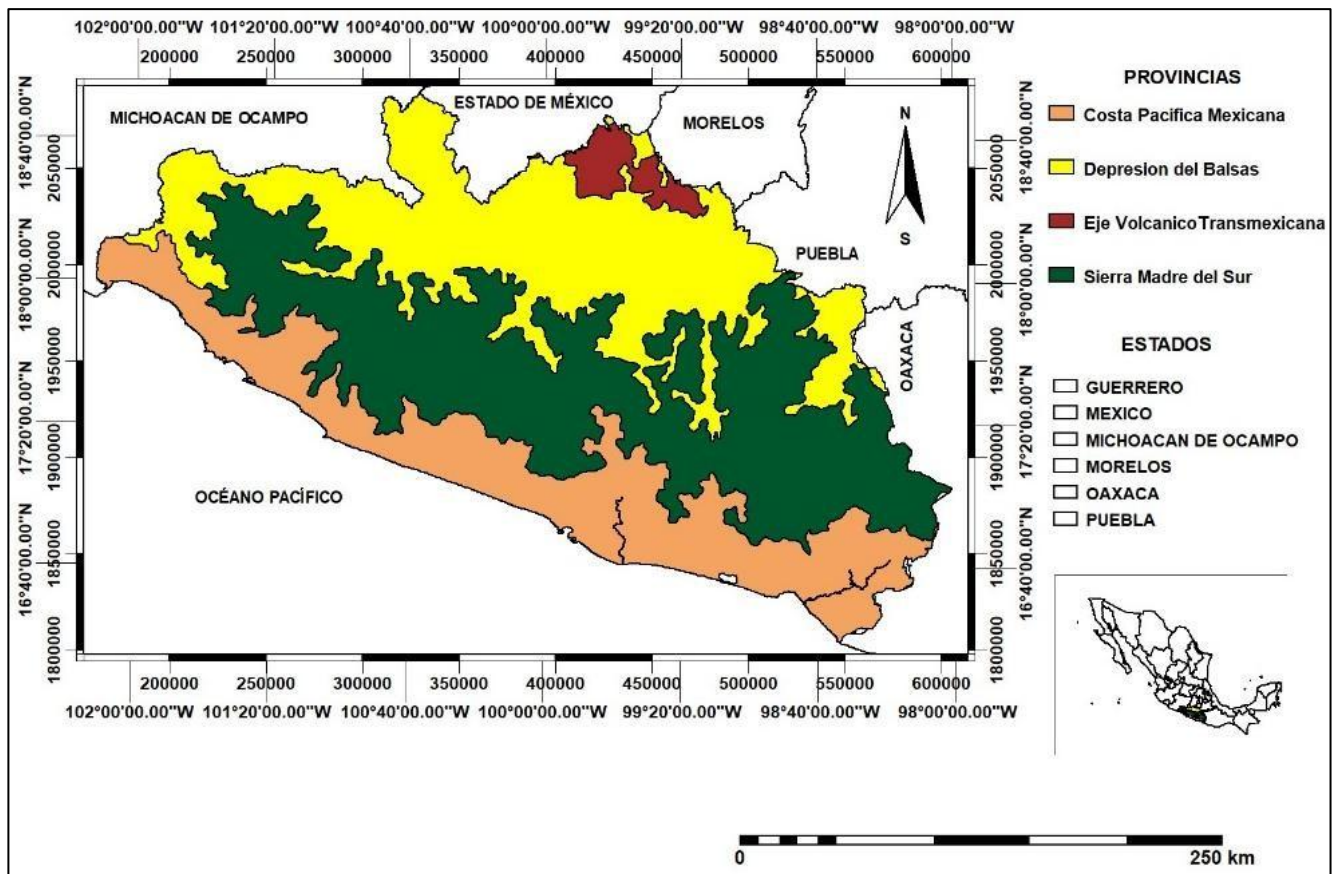 102°00'00.00"W 101°20'00.00"W 100°40'00.00"W 100°00'00.00"W 99°20'00.00"W 98°40'00.00"W 98°00'00.00"W
200000 250000 300000 350000 400000 450000 500000 550000 600000
18°40'00.00"N
18°00'00.00"N
17°20'00.00"N
16°40'00.00"N
2050000
2000000
1950000
1900000
1850000
1800000
MICHOACAN DE OCAMPO
ESTADO DE MÉXICO
MORELOS
PUEBLA
OAXACA
OCÉANO PACÍFICO
N
S
2050000
2000000
1950000
1900000
1850000
1800000
18°40'00.00"N
18°00'00.00"N
17°20'00.00"N
16°40'00.00"N
200000 250000 300000 350000 400000 450000 500000 550000 600000
102°00'00.00"W 101°20'00.00"W 100°40'00.00"W 100°00'00.00"W 99°20'00.00"W 98°40'00.00"W 98°00'00.00"W
PROVINCIAS
Costa Pacifica Mexicana
Depresion del Balsas
Eje Volcanico Transmexicana
Sierra Madre del Sur
ESTADOS
GUERRERO
MEXICO
MICHOACAN DE OCAMPO
MORELOS
OAXACA
PUEBLA
0 250 km